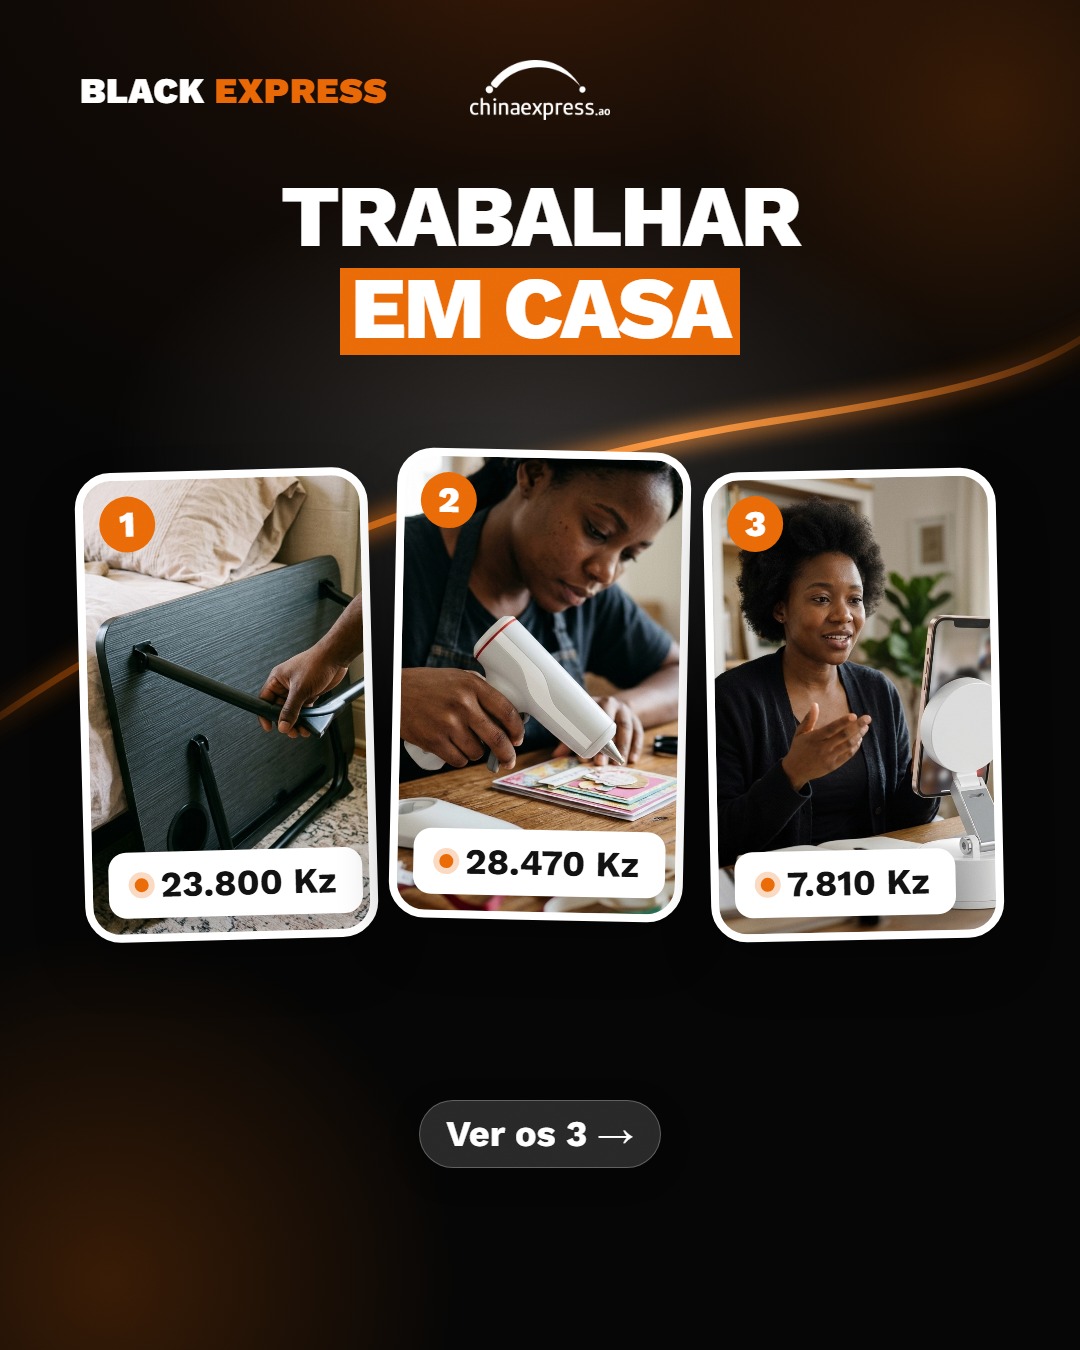 BLACK EXPRESS
chinaexpress.ao
TRABALHAR
EM CASA
1
2
3
23.800 Kz
28.470 Kz
7.810 Kz
Ver os 3 →